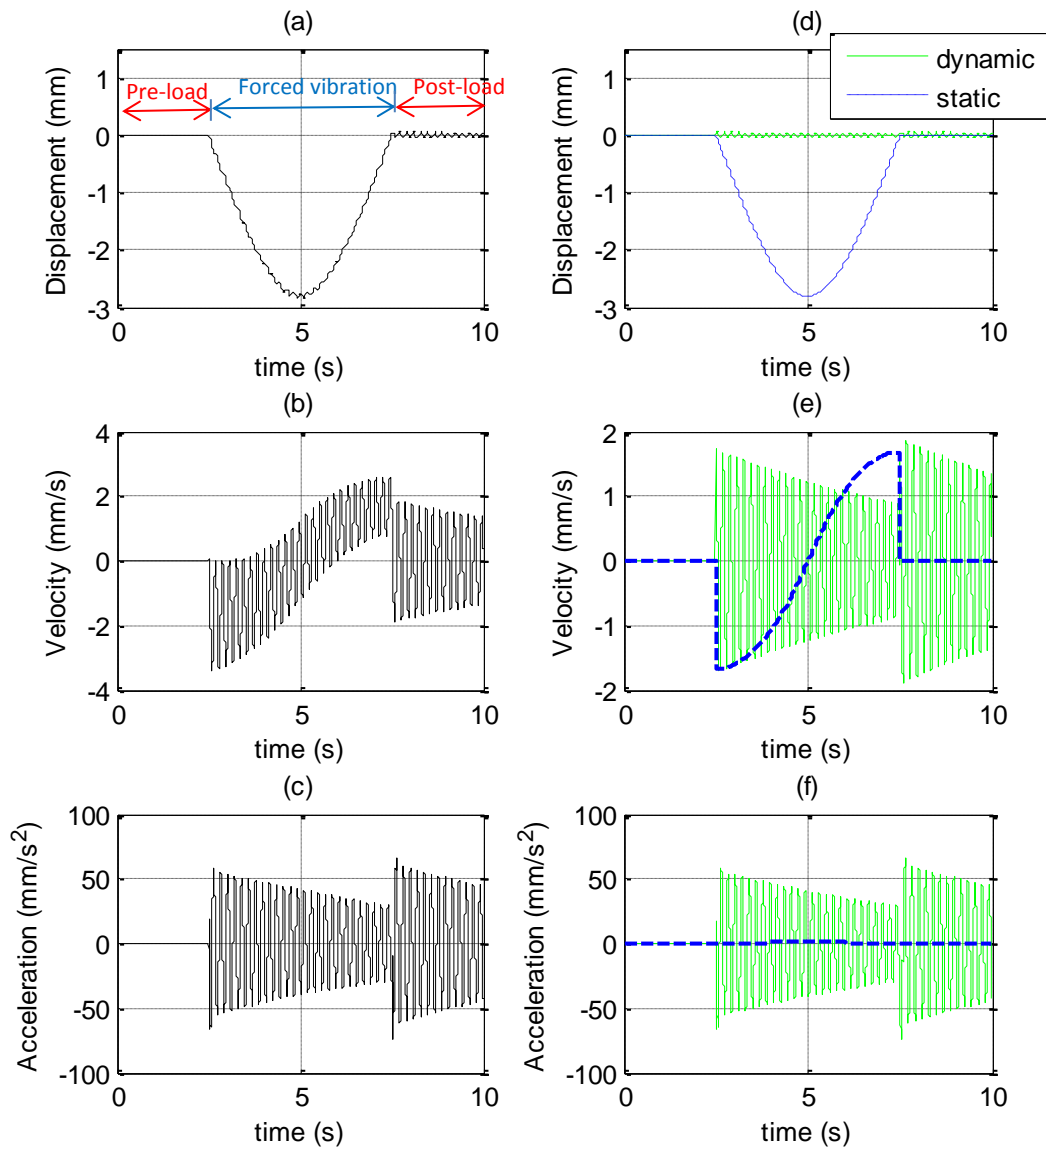 (a)
Displacement (mm)
1
0
-1
-2
-3
Pre-load
Forced vibration
Post-load
0
5
10
time (s)
(d)
Displacement (mm)
1
0
-1
-2
-3
dynamic
static
0
5
10
time (s)
(b)
Velocity (mm/s)
4
2
0
-2
-4
0
5
10
time (s)
(e)
Velocity (mm/s)
2
1
0
-1
-2
0
5
10
time (s)
(c)
Acceleration (mm/s²)
100
50
0
-50
-100
0
5
10
time (s)
(f)
Acceleration (mm/s²)
100
50
0
-50
-100
0
5
10
time (s)